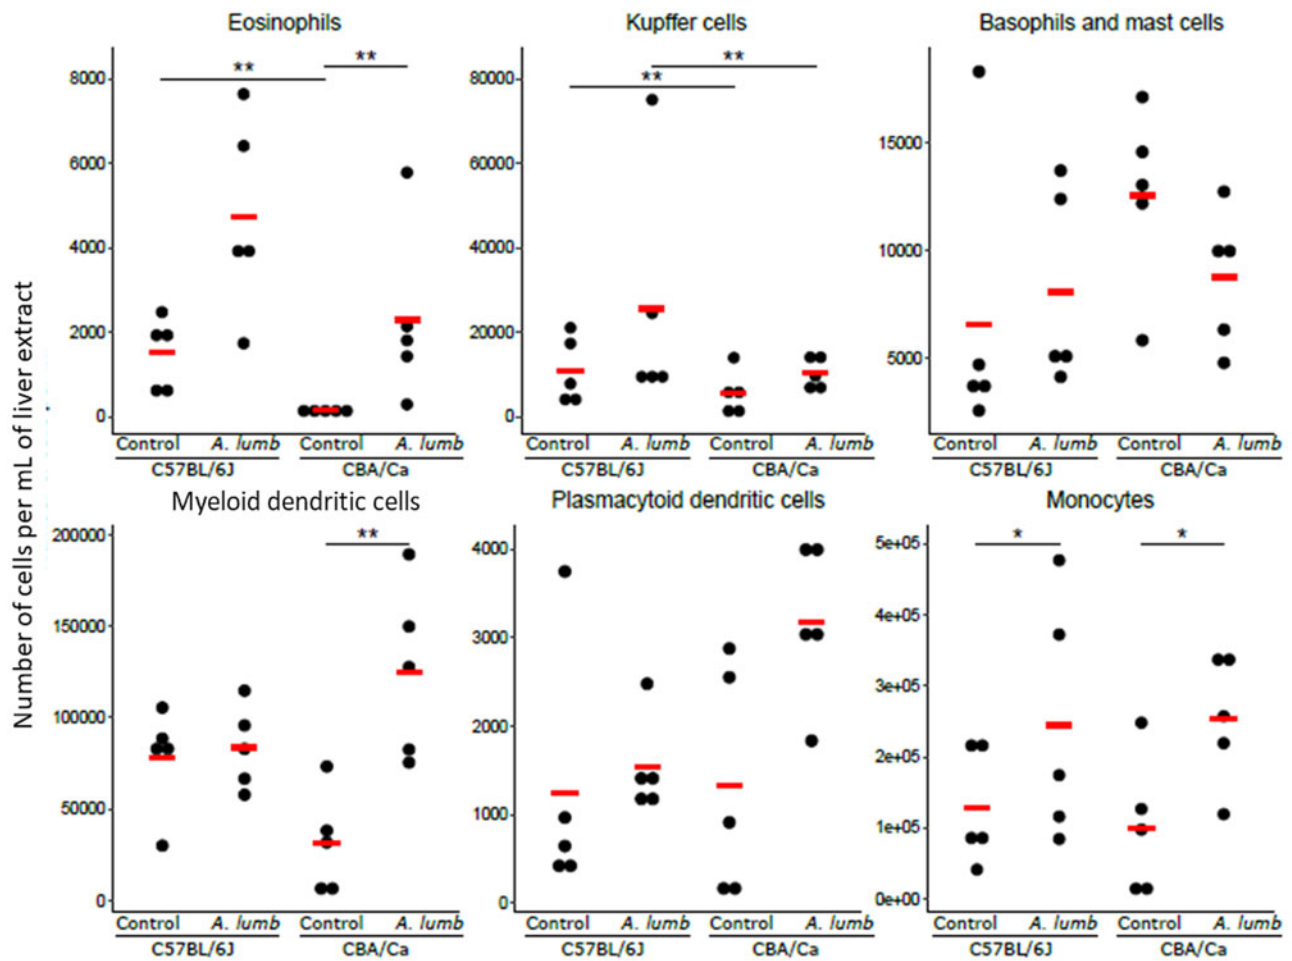 Number of cells per mL of liver extract
Eosinophils
** **
8000
6000
4000
2000
0
Control A. lumb Control A. lumb
C57BL/6J CBA/Ca
Kupffer cells
**
**
80000
60000
40000
20000
0
Control A. lumb Control A. lumb
C57BL/6J CBA/Ca
Basophils and mast cells
15000
10000
5000
Control A. lumb Control A. lumb
C57BL/6J CBA/Ca
Myeloid dendritic cells
**
200000
150000
100000
50000
0
Control A. lumb Control A. lumb
C57BL/6J CBA/Ca
Plasmacytoid dendritic cells
4000
3000
2000
1000
0
Control A. lumb Control A. lumb
C57BL/6J CBA/Ca
Monocytes
* *
5e+05
4e+05
3e+05
2e+05
1e+05
0e+00
Control A. lumb Control A. lumb
C57BL/6J CBA/Ca